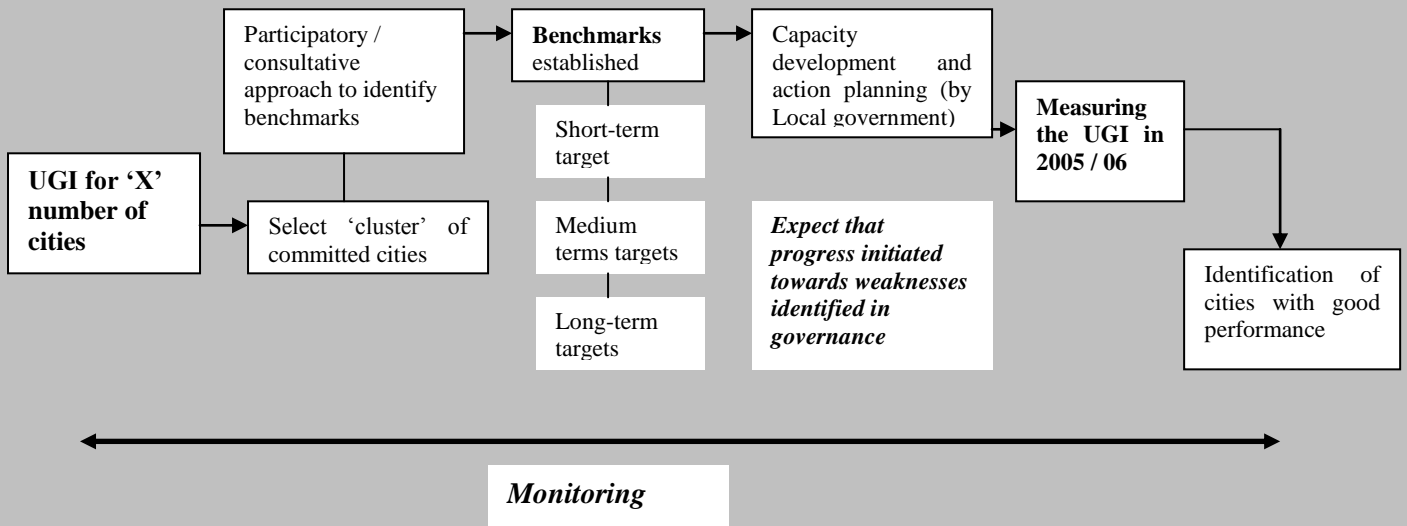 UGI for ‘X’
number of
cities
Select ‘cluster’ of
committed cities
Participatory /
consultative
approach to identify
benchmarks
Benchmarks
established
Short-term
target
Medium
terms targets
Long-term
targets
Capacity
development and
action planning (by
Local government)
Expect that
progress initiated
towards weaknesses
identified in
governance
Measuring
the UGI in
2005 / 06
Identification of
cities with good
performance
Monitoring